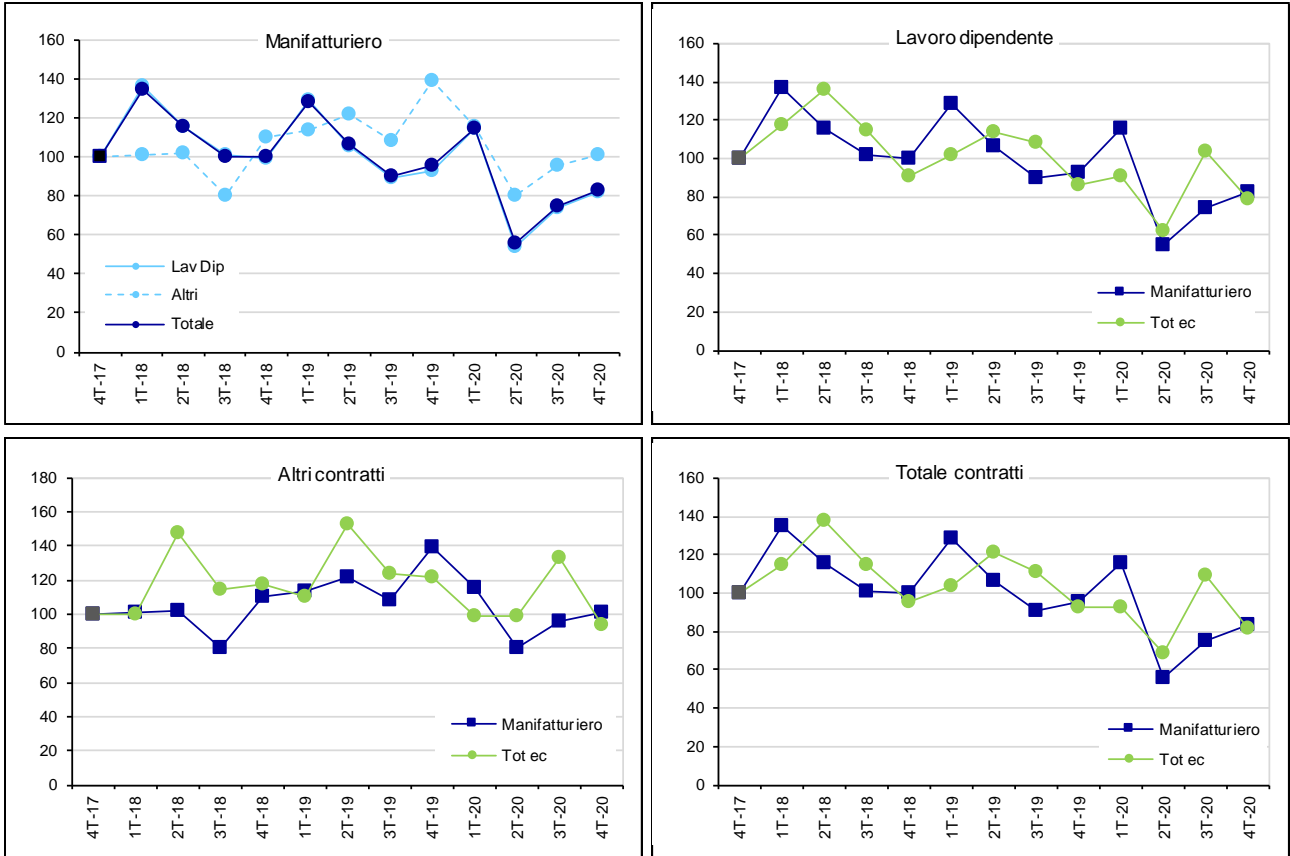 Manifatturiero
160
140
120
100
80
60
40
20
0
Lav Dip
Altri
Totale
4T-17
1T-18
2T-18
3T-18
4T-18
1T-19
2T-19
3T-19
4T-19
1T-20
2T-20
3T-20
4T-20
Lavoro dipendente
160
140
120
100
80
60
40
20
0
Manifatturiero
Tot ec
4T-17
1T-18
2T-18
3T-18
4T-18
1T-19
2T-19
3T-19
4T-19
1T-20
2T-20
3T-20
4T-20
Altri contratti
180
160
140
120
100
80
60
40
20
0
Manifatturiero
Tot ec
4T-17
1T-18
2T-18
3T-18
4T-18
1T-19
2T-19
3T-19
4T-19
1T-20
2T-20
3T-20
4T-20
Totale contratti
160
140
120
100
80
60
40
20
0
Manifatturiero
Tot ec
4T-17
1T-18
2T-18
3T-18
4T-18
1T-19
2T-19
3T-19
4T-19
1T-20
2T-20
3T-20
4T-20